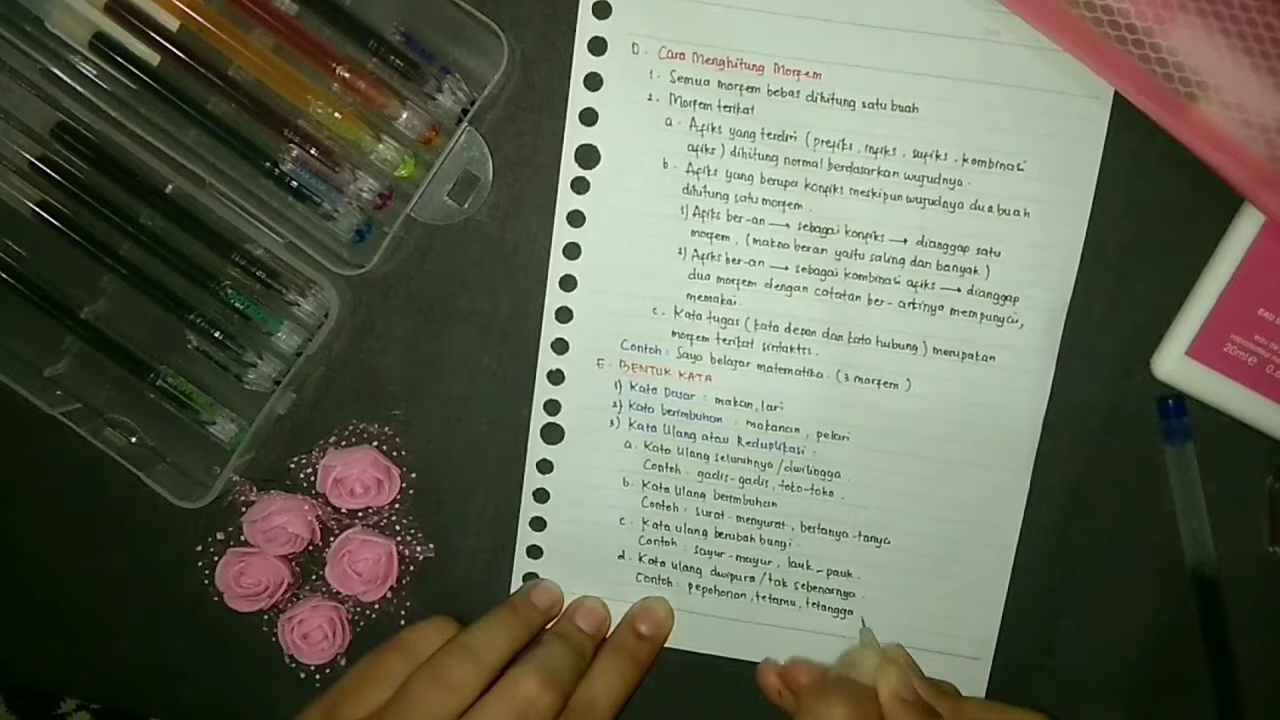 D. Cara Menghitung Morfem
1. Semua morfem bebas dihitung satu buah
2. Morfem terikat
a. Afiks yang terdiri (prefiks, infiks, sufiks, kombinasi
afiks) dihitung normal berdasarkan wujudnya.
b. Afiks yang berupa konfiks meskipun wujudnya dua buah
dihitung satu morfem.
1) Afiks ber-an → sebagai konfiks → dianggap satu
morfem. (makna beran yaitu saling dan banyak)
2) Afiks ber-an → sebagai kombinasi afiks → dianggap
dua morfem dengan catatan ber- artinya mempunyai,
memakai.
c. Kata tugas (kata depan dan kata hubung) merupakan
morfem terikat sintaktis.
Contoh : Saya belajar matematika. (3 morfem)
E. BENTUK KATA
1) Kata Dasar : makan, lari
2) Kata berimbuhan : makanan, pelari
3) Kata Ulang atau Reduplikasi :
a. Kata Ulang seluruhnya / dwilingga
Contoh : gadis-gadis, toko-toko.
b. Kata Ulang berimbuhan
Contoh : surat-menyurat, bertanya-tanya
c. Kata ulang berubah bunyi
Contoh : sayur-mayur, lauk-pauk.
d. Kata ulang dwipura / tak sebenarnya.
Contoh : pepohonan, tetamu, tetangga
EAU
20ml e 0.6